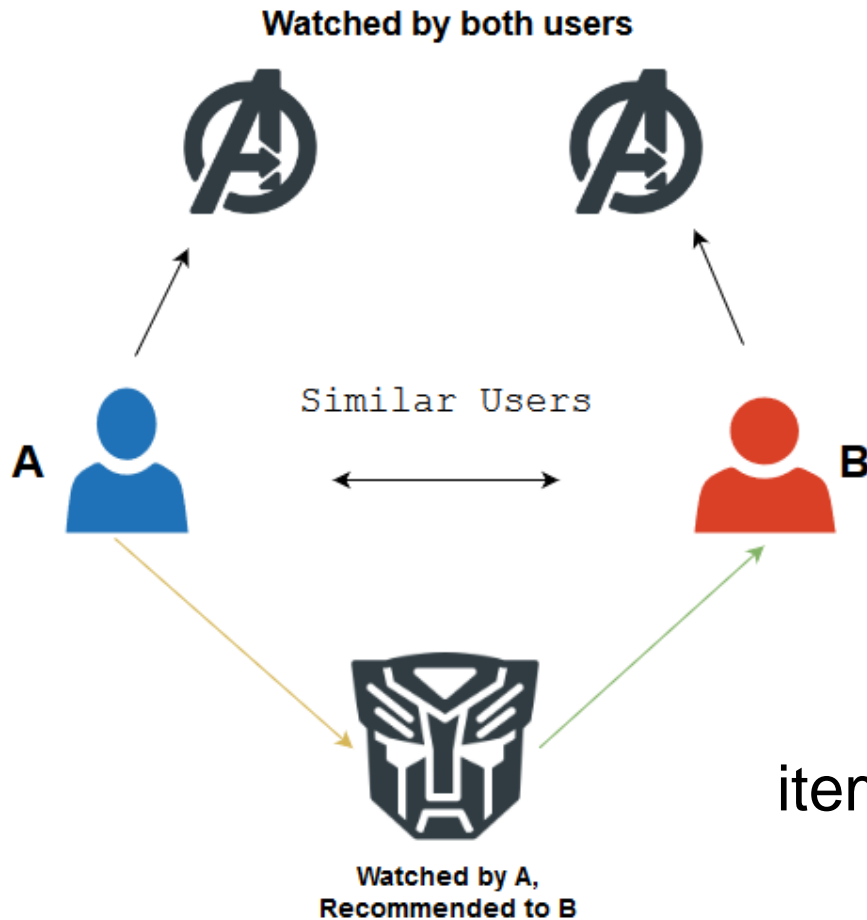 Watched by both users
Similar Users
A
B
Watched by A,
Recommended to B